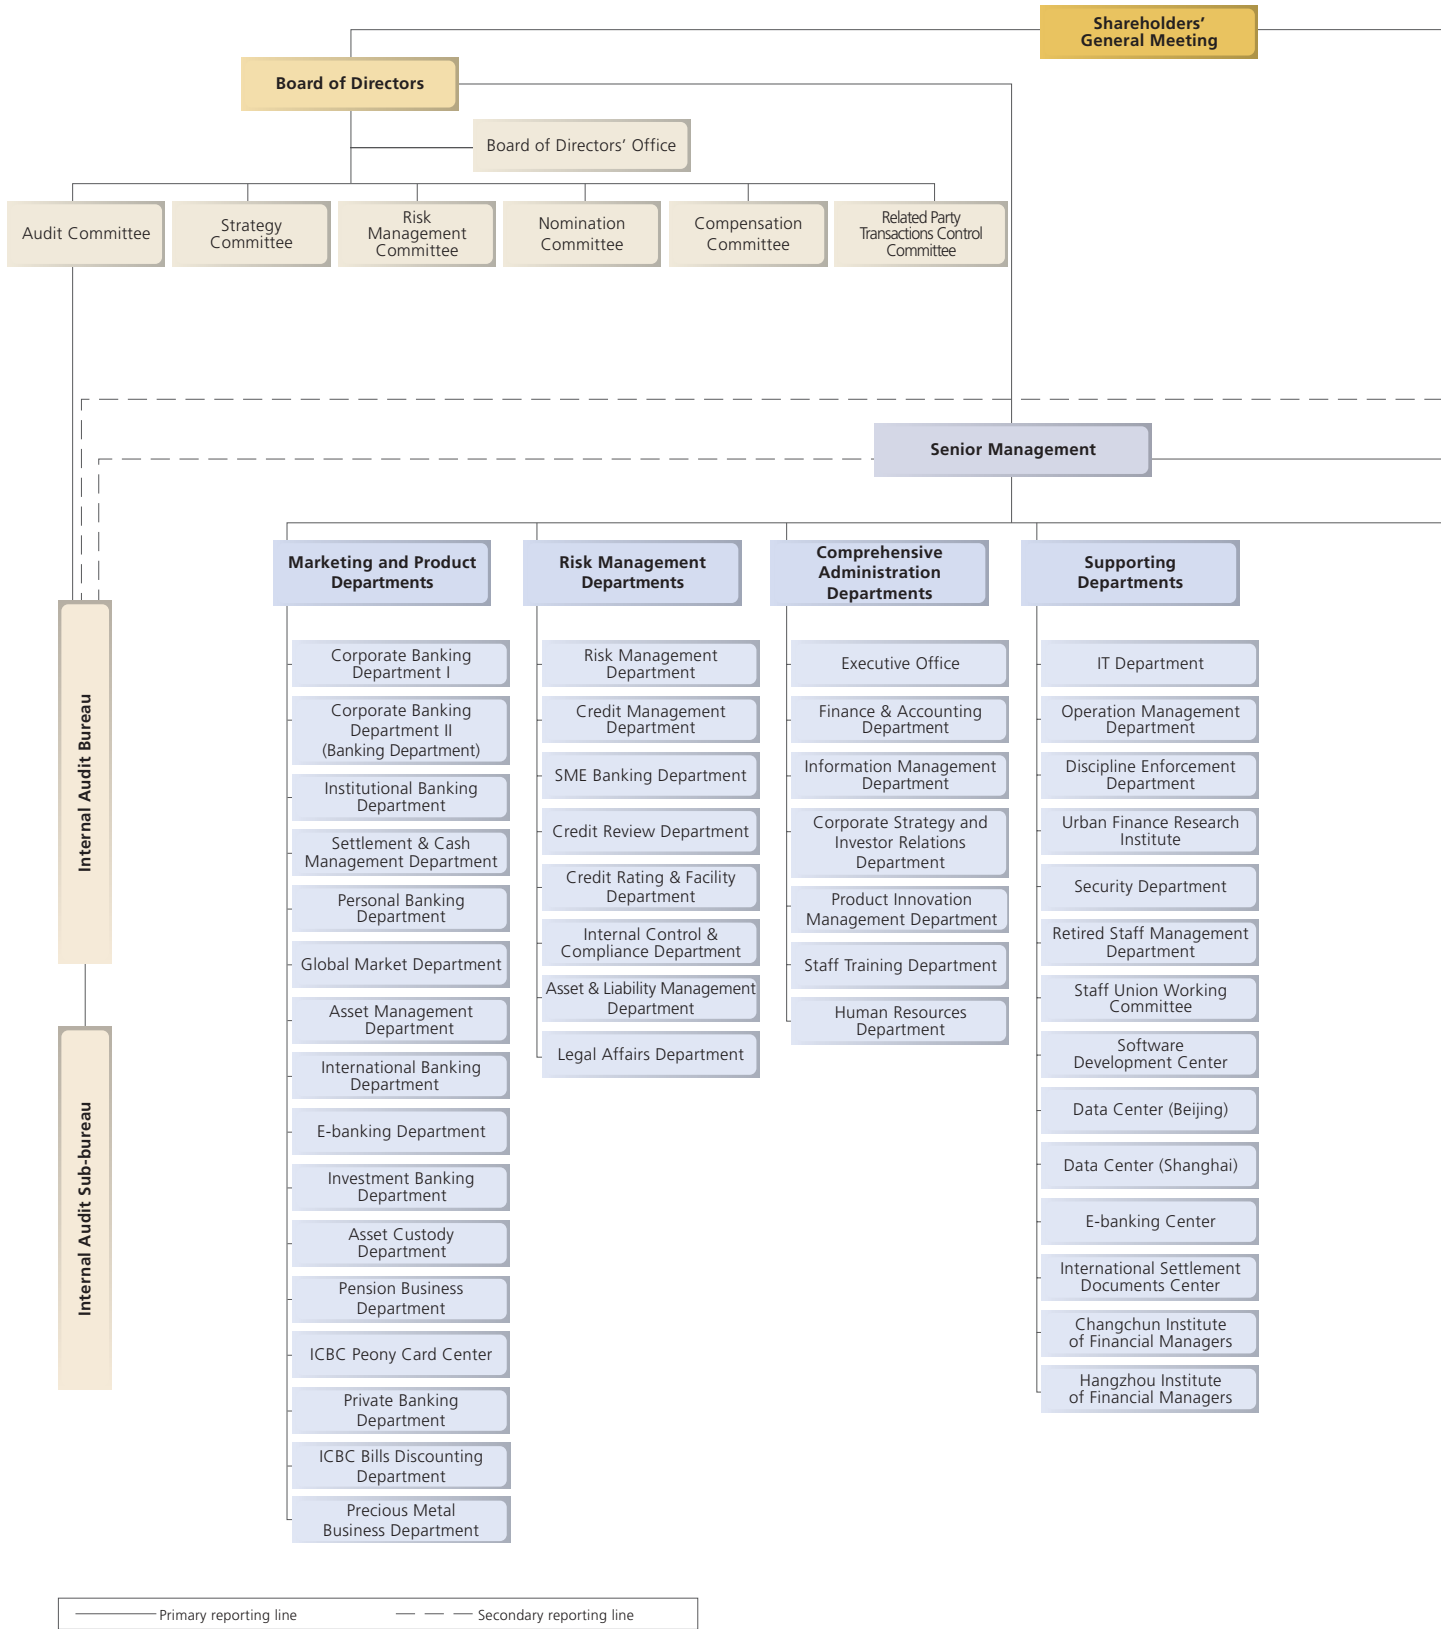 Shareholders’
General Meeting
Board of Directors
Board of Directors’ Office
Audit Committee
Strategy
Committee
Risk
Management
Committee
Nomination
Committee
Compensation
Committee
Related Party
Transactions Control
Committee
Senior Management
Internal Audit Bureau
Internal Audit Sub-bureau
Marketing and Product
Departments
Corporate Banking
Department I
Corporate Banking
Department II
(Banking Department)
Institutional Banking
Department
Settlement & Cash
Management Department
Personal Banking
Department
Global Market Department
Asset Management
Department
International Banking
Department
E-banking Department
Investment Banking
Department
Asset Custody
Department
Pension Business
Department
ICBC Peony Card Center
Private Banking
Department
ICBC Bills Discounting
Department
Precious Metal
Business Department
Risk Management
Departments
Risk Management
Department
Credit Management
Department
SME Banking Department
Credit Review Department
Credit Rating & Facility
Department
Internal Control &
Compliance Department
Asset & Liability Management
Department
Legal Affairs Department
Comprehensive
Administration
Departments
Executive Office
Finance & Accounting
Department
Information Management
Department
Corporate Strategy and
Investor Relations
Department
Product Innovation
Management Department
Staff Training Department
Human Resources
Department
Supporting
Departments
IT Department
Operation Management
Department
Discipline Enforcement
Department
Urban Finance Research
Institute
Security Department
Retired Staff Management
Department
Staff Union Working
Committee
Software
Development Center
Data Center (Beijing)
Data Center (Shanghai)
E-banking Center
International Settlement
Documents Center
Changchun Institute
of Financial Managers
Hangzhou Institute
of Financial Managers
Primary reporting line
Secondary reporting line